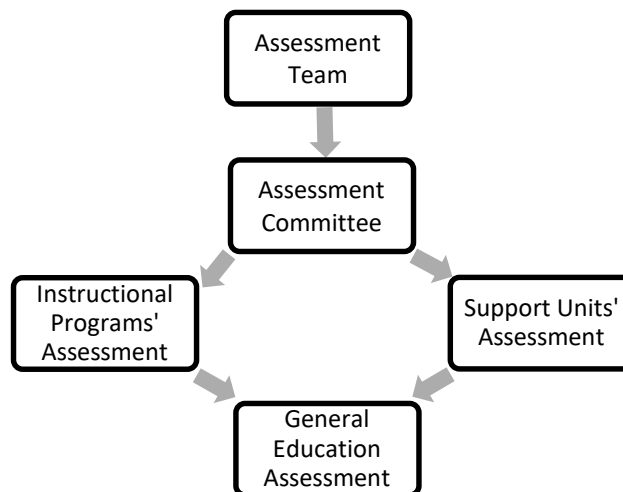 Assessment
Team
Assessment
Committee
Instructional
Programs'
Assessment
Support Units'
Assessment
General
Education
Assessment